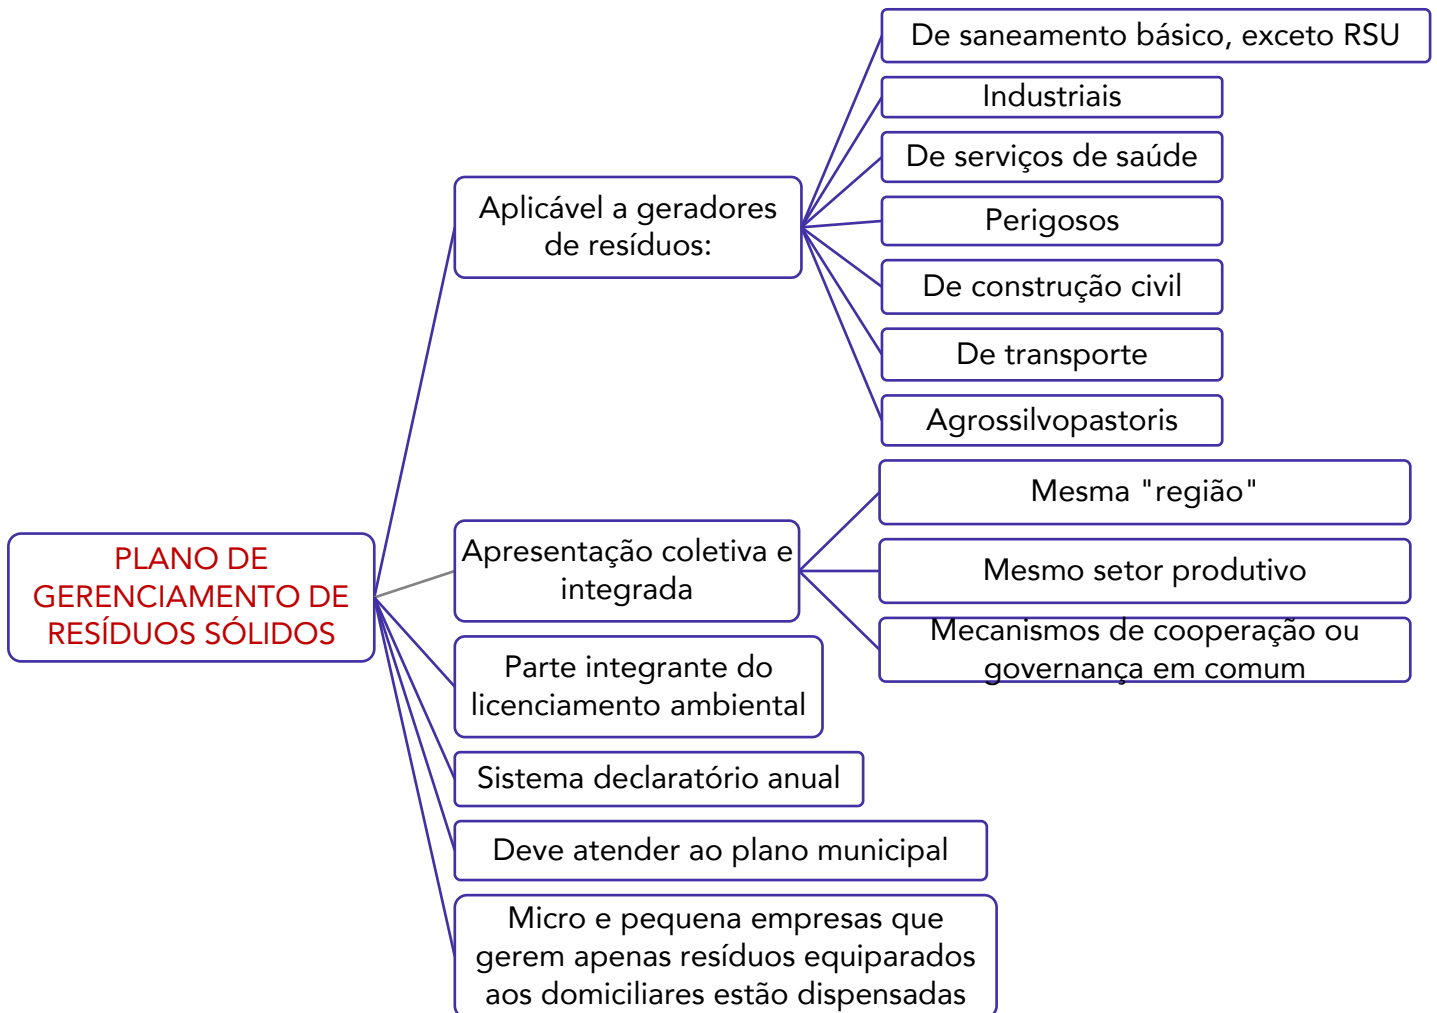 PLANO DE
GERENCIAMENTO DE
RESÍDUOS SÓLIDOS
Aplicável a geradores
de resíduos:
De saneamento básico, exceto RSU
Industriais
De serviços de saúde
Perigosos
De construção civil
De transporte
Agrossilvopastoris
Apresentação coletiva e
integrada
Mesma "região"
Mesmo setor produtivo
Mecanismos de cooperação ou
governança em comum
Parte integrante do
licenciamento ambiental
Sistema declaratório anual
Deve atender ao plano municipal
Micro e pequena empresas que
gerem apenas resíduos equiparados
aos domiciliares estão dispensadas